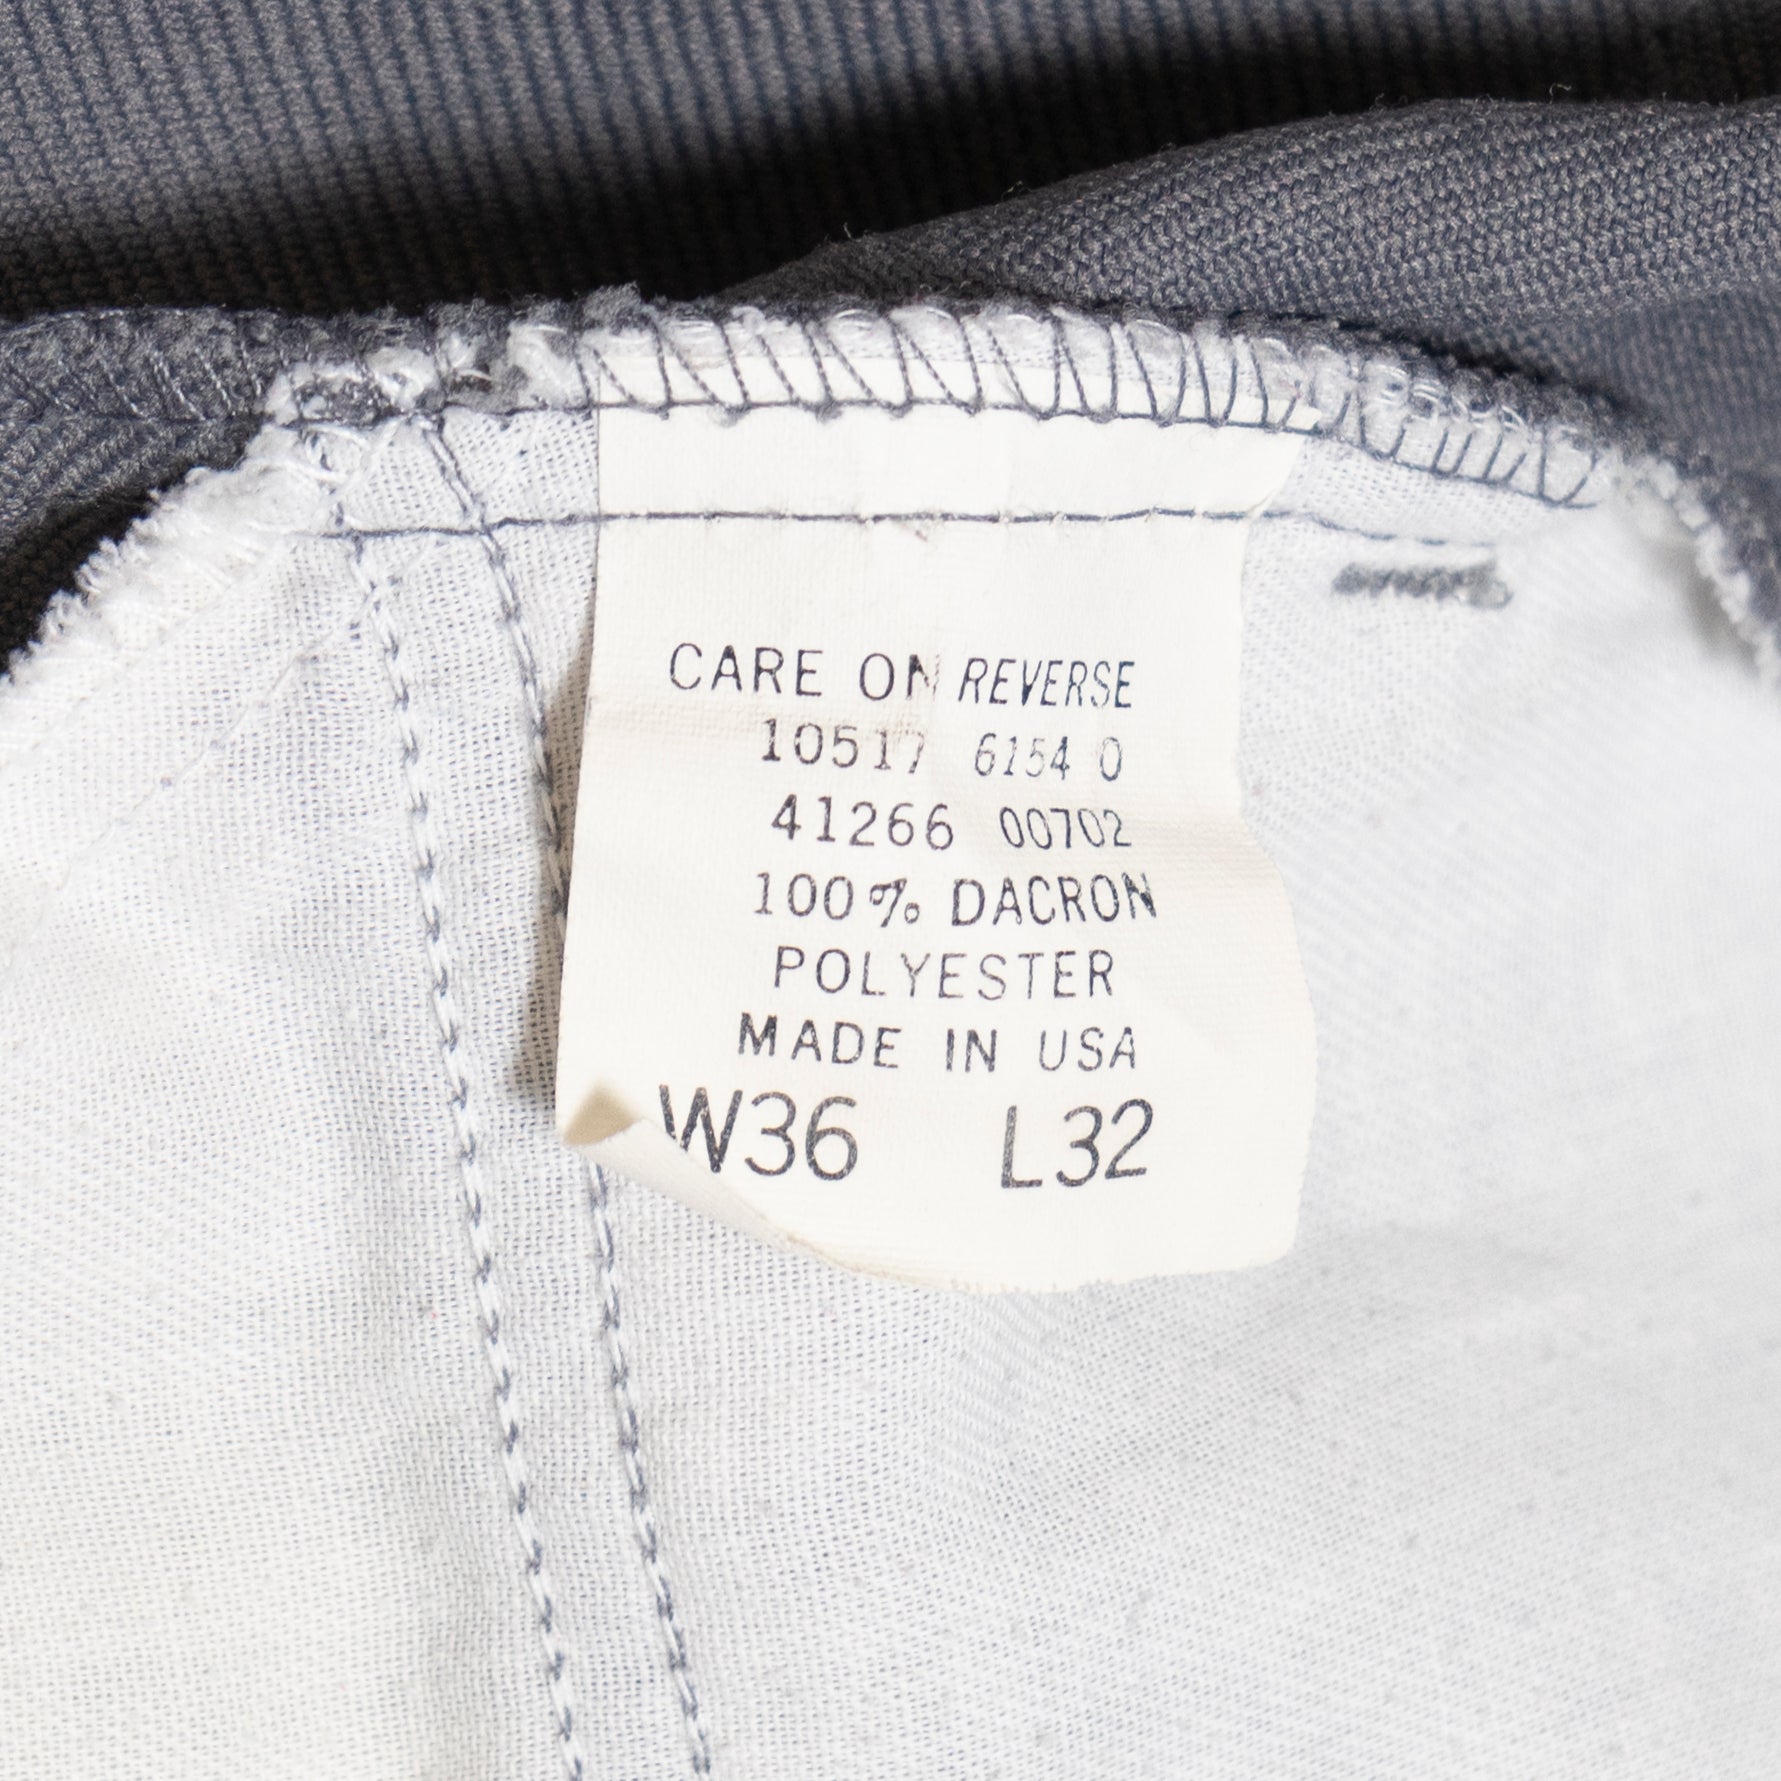 CARE ON REVERSE
10517 6154 0
41266 00702
100% DACRON
POLYESTER
MADE IN USA
W36 L32